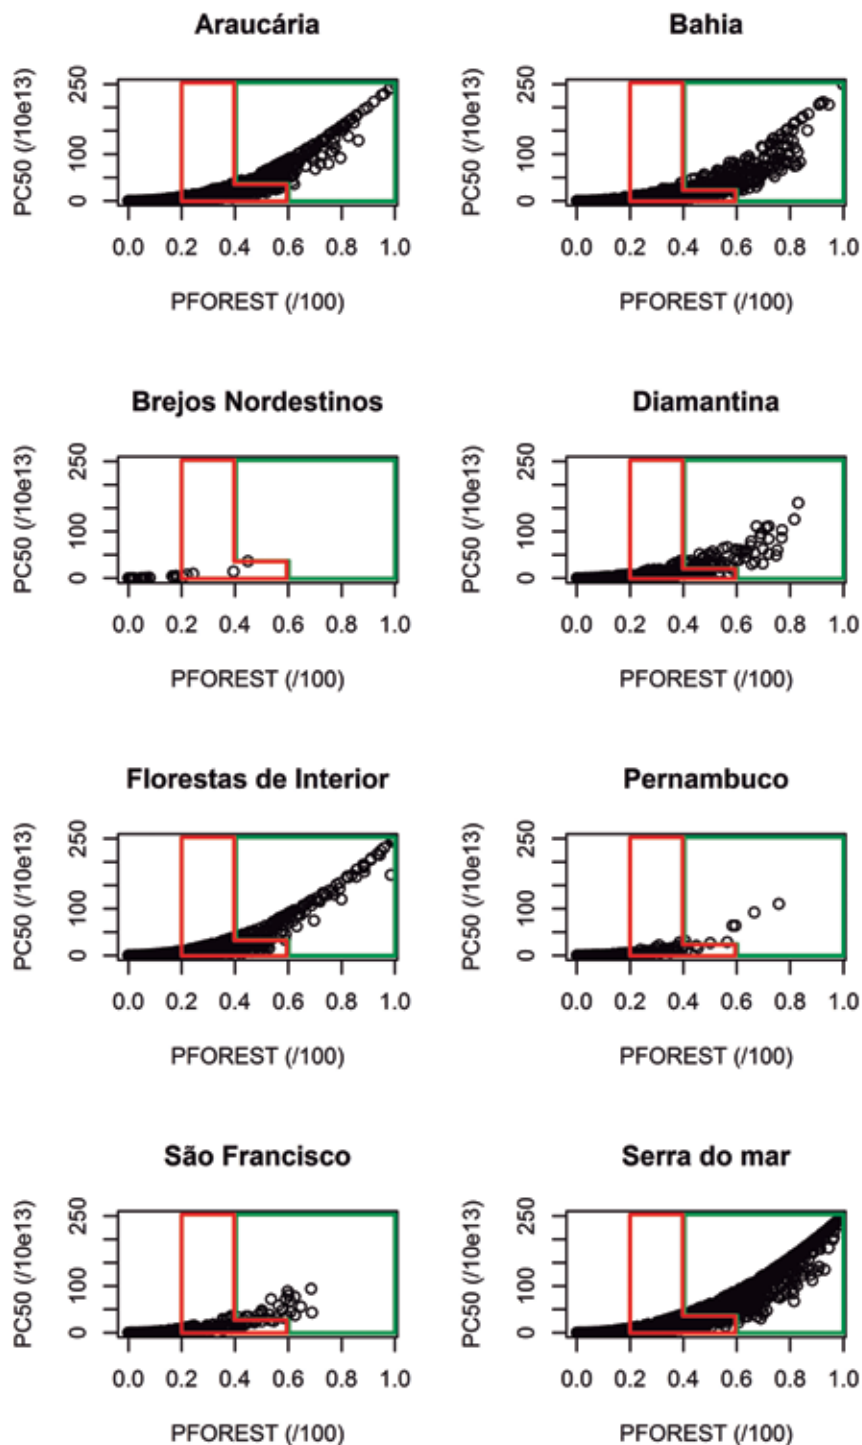 Araucária
PC50 (/10e13)
250
100
0
0.0 0.2 0.4 0.6 0.8 1.0
PFOREST (/100)
Bahia
PC50 (/10e13)
250
100
0
0.0 0.2 0.4 0.6 0.8 1.0
PFOREST (/100)
Brejos Nordestinos
PC50 (/10e13)
250
100
0
0.0 0.2 0.4 0.6 0.8 1.0
PFOREST (/100)
Diamantina
PC50 (/10e13)
250
100
0
0.0 0.2 0.4 0.6 0.8 1.0
PFOREST (/100)
Florestas de Interior
PC50 (/10e13)
250
100
0
0.0 0.2 0.4 0.6 0.8 1.0
PFOREST (/100)
Pernambuco
PC50 (/10e13)
250
100
0
0.0 0.2 0.4 0.6 0.8 1.0
PFOREST (/100)
São Francisco
PC50 (/10e13)
250
100
0
0.0 0.2 0.4 0.6 0.8 1.0
PFOREST (/100)
Serra do mar
PC50 (/10e13)
250
100
0
0.0 0.2 0.4 0.6 0.8 1.0
PFOREST (/100)